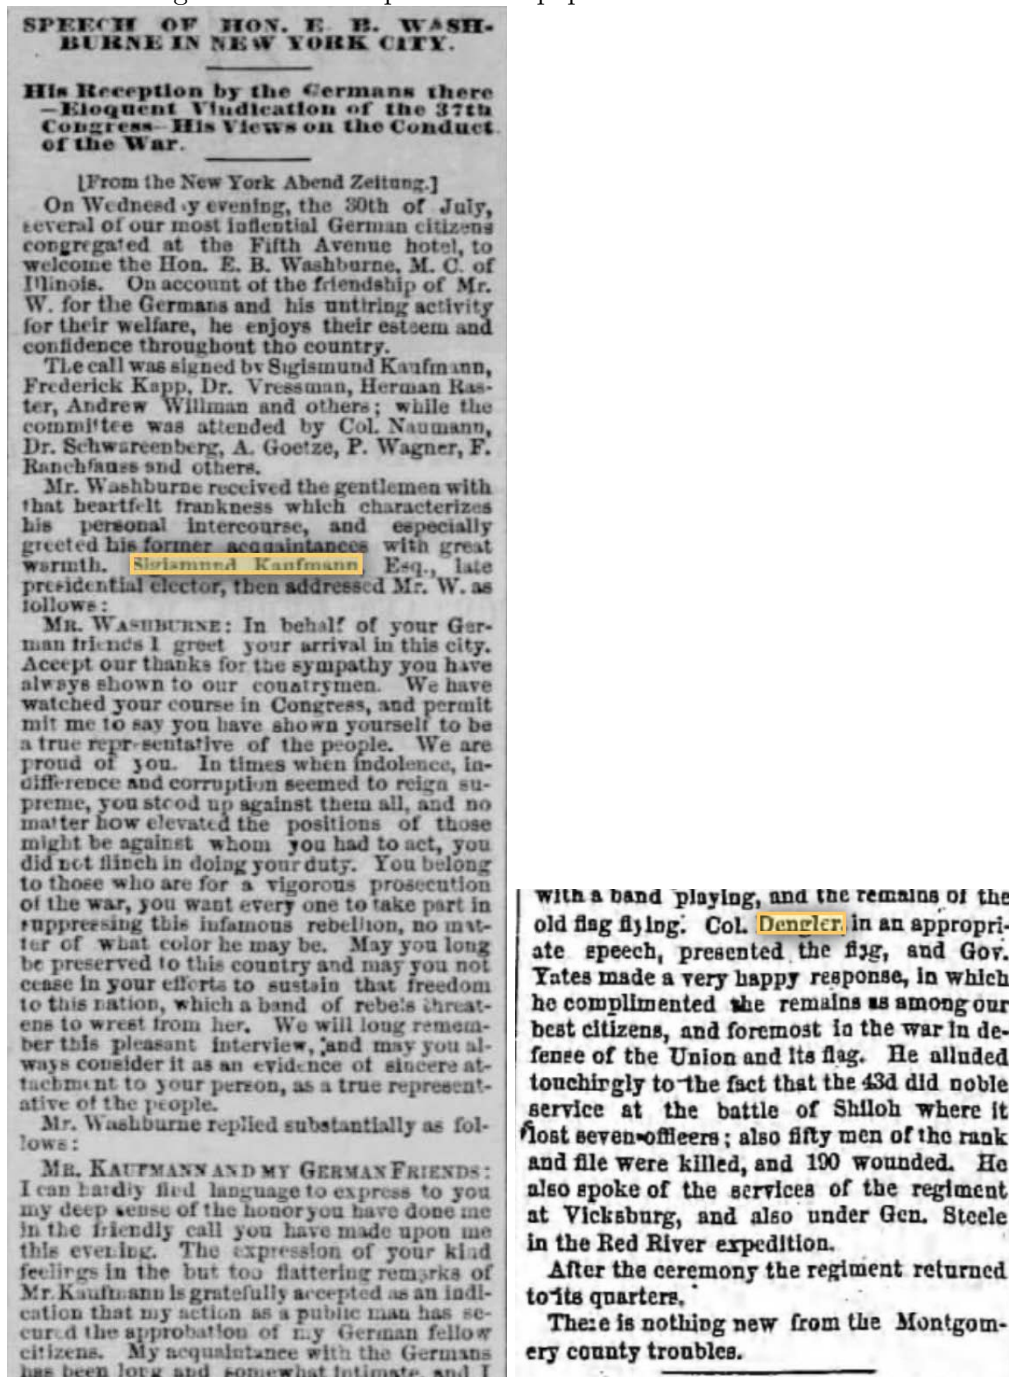 SPEECH OF HON. E. B. WASH-
BURNE IN NEW YORK CITY.
His Reception by the Germans there
—Eloquent Vindication of the 37th
Congress—His Views on the Conduct
of the War.
[From the New York Abend Zeitung.]
On Wednesday evening, the 30th of July,
several of our most inflential German citizens
congregated at the Fifth Avenue hotel, to
welcome the Hon. E. B. Washburne, M. C. of
Illinois. On account of the friendship of Mr.
W. for the Germans and his untiring activity
for their welfare, he enjoys their esteem and
confidence throughout tho country.
The call was signed by Sigismund Kaufmann,
Frederick Kapp, Dr. Vressman, Herman Ras-
ter, Andrew Willman and others; while the
committee was attended by Col. Naumann,
Dr. Schwareenberg, A. Goetze, P. Wagner, F.
Ranchfauss and others.
Mr. Washburne received the gentlemen with
that heartfelt frankness which characterizes
his personal intercourse, and especially
greeted his former acquaintances with great
warmth. Sigismund Kaufmann, Esq., late
presidential elector, then addressed Mr. W. as
follows:
MR. WASHBURNE: In behalf of your Ger-
man friends I greet your arrival in this city.
Accept our thanks for the sympathy you have
always shown to our countrymen. We have
watched your course in Congress, and permit
mit me to say you have shown yourself to be
a true representative of the people. We are
proud of you. In times when indolence, in-
difference and corruption seemed to reign su-
preme, you stood up against them all, and no
matter how elevated the positions of those
might be against whom you had to act, you
did not flinch in doing your duty. You belong
to those who are for a vigorous prosecution
of the war, you want every one to take part in
suppressing this infamous rebellion, no mat-
ter of what color he may be. May you long
be preserved to this country and may you not
cease in your efforts to sustain that freedom
to this nation, which a band of rebels threat-
ens to wrest from her. We will long remem-
ber this pleasant interview, and may you al-
ways consider it as an evidence of sincere at-
tachment to your person, as a true represent-
ative of the people.
Mr. Washburne replied substantially as fol-
lows:
MR. KAUFMANN AND MY GERMAN FRIENDS:
I can hardly find language to express to you
my deep sense of the honor you have done me
in the friendly call you have made upon me
this evening. The expression of your kind
feelings in the but too flattering remarks of
Mr. Kaufmann is gratefully accepted as an indi-
cation that my action as a public man has se-
cured the approbation of my German fellow
citizens. My acquaintance with the Germans
has been long and somewhat intimate, and I
with a band playing, and the remains of the
old flag flying. Col. Dengler, in an appropri-
ate speech, presented the flag, and Gov.
Yates made a very happy response, in which
he complimented the remains as among our
best citizens, and foremost in the war in de-
fense of the Union and its flag. He alluded
touchingly to the fact that the 43d did noble
service at the battle of Shiloh where it
lost seven officers; also fifty men of the rank
and file were killed, and 190 wounded. He
also spoke of the services of the regiment
at Vicksburg, and also under Gen. Steele
in the Red River expedition.
After the ceremony the regiment returned
to its quarters.
There is nothing new from the Montgom-
ery county troubles.